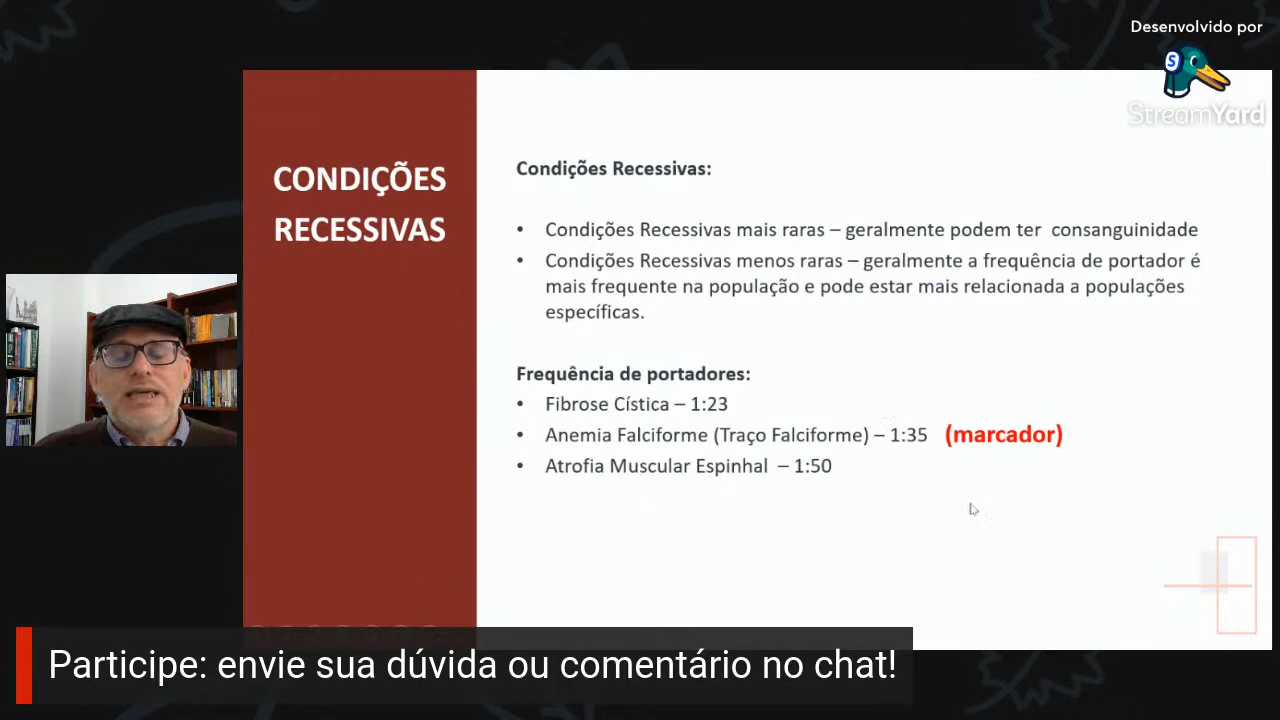 Desenvolvido por
S
StreamYard
CONDIÇÕES
RECESSIVAS
Condições Recessivas:
• Condições Recessivas mais raras – geralmente podem ter consanguinidade
• Condições Recessivas menos raras – geralmente a frequência de portador é
mais frequente na população e pode estar mais relacionada a populações
específicas.
Frequência de portadores:
• Fibrose Cística – 1:23
• Anemia Falciforme (Traço Falciforme) – 1:35 (marcador)
• Atrofia Muscular Espinhal – 1:50
Participe: envie sua dúvida ou comentário no chat!